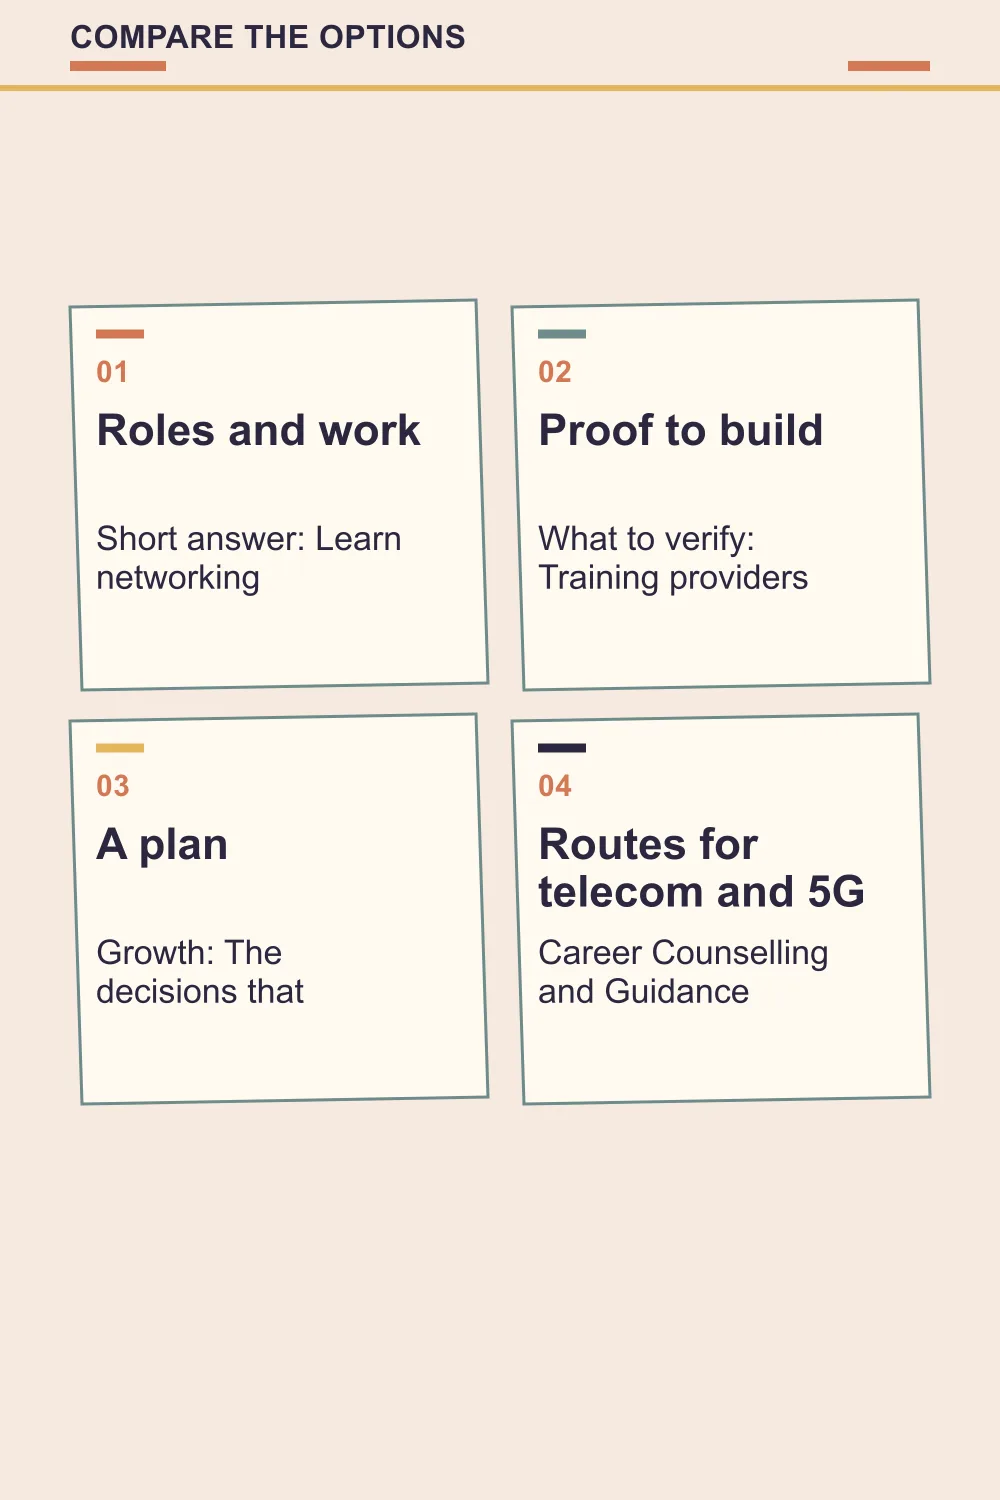 COMPARE THE OPTIONS
01
Roles and work
Short answer: Learn
networking
02
Proof to build
What to verify:
Training providers
03
A plan
Growth: The
decisions that
04
Routes for
telecom and 5G
Career Counselling
and Guidance